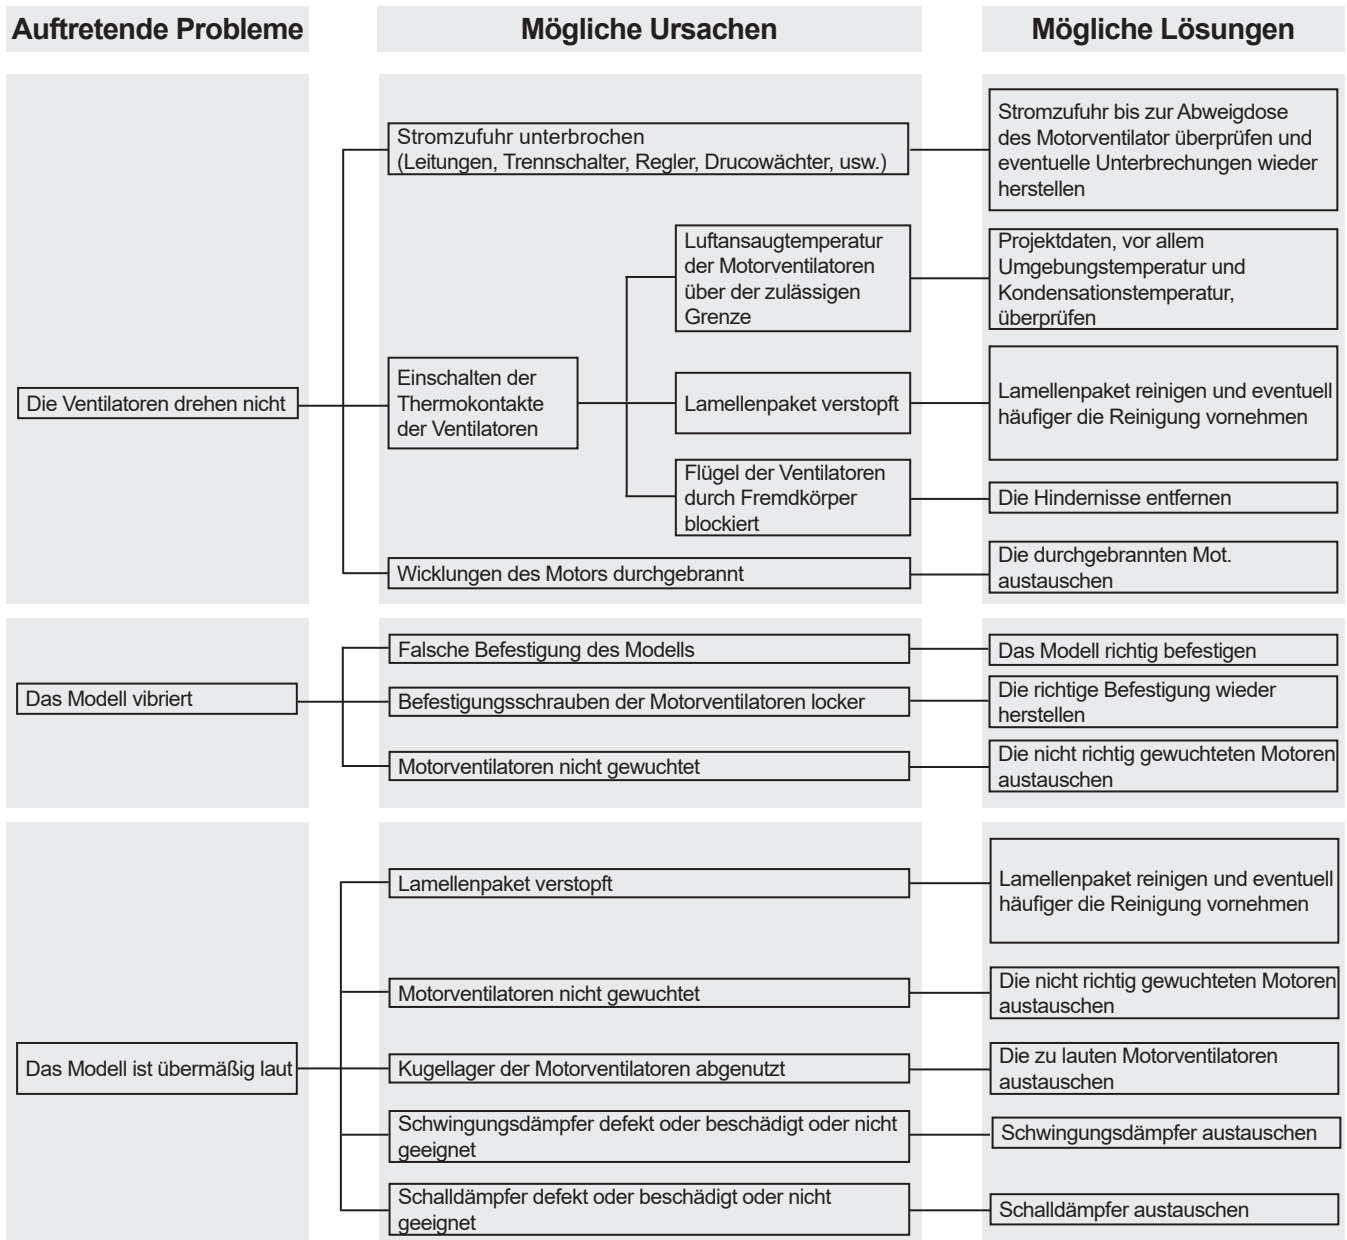 Auftretende Probleme
Mögliche Ursachen
Mögliche Lösungen
Die Ventilatoren drehen nicht
Stromzufuhr unterbrochen
(Leitungen, Trennschalter, Regler, Drucowächter, usw.)
Stromzufuhr bis zur Abweigdose
des Motorventilator überprüfen und
eventuelle Unterbrechungen wieder
herstellen
Einschalten der
Thermokontakte
der Ventilatoren
Luftansaugtemperatur
der Motorventilatoren
über der zulässigen
Grenze
Projektdaten, vor allem
Umgebungstemperatur und
Kondensationstemperatur,
überprüfen
Lamellenpaket verstopft
Lamellenpaket reinigen und eventuell
häufiger die Reinigung vornehmen
Flügel der Ventilatoren
durch Fremdkörper
blockiert
Die Hindernisse entfernen
Wicklungen des Motors durchgebrannt
Die durchgebrannten Mot.
austauschen
Das Modell vibriert
Falsche Befestigung des Modells
Das Modell richtig befestigen
Befestigungsschrauben der Motorventilatoren locker
Die richtige Befestigung wieder
herstellen
Motorventilatoren nicht gewuchtet
Die nicht richtig gewuchteten Motoren
austauschen
Das Modell ist übermäßig laut
Lamellenpaket verstopft
Lamellenpaket reinigen und eventuell
häufiger die Reinigung vornehmen
Motorventilatoren nicht gewuchtet
Die nicht richtig gewuchteten Motoren
austauschen
Kugellager der Motorventilatoren abgenutzt
Die zu lauten Motorventilatoren
austauschen
Schwingungsdämpfer defekt oder beschädigt oder nicht
geeignet
Schwingungsdämpfer austauschen
Schalldämpfer defekt oder beschädigt oder nicht
geeignet
Schalldämpfer austauschen